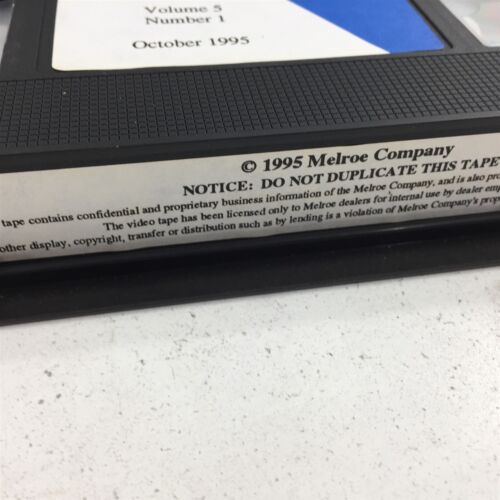 Volume 5
Number 1
October 1995
© 1995 Melroe Company
NOTICE: DO NOT DUPLICATE THIS TAPE
tape contains confidential and proprietary business information of the Melroe Company, and is also pro
The video tape has been licensed only to Melroe dealers for internal use by dealer em
other display, copyright, transfer or distribution such as by lending is a violation of Melroe Company's prop